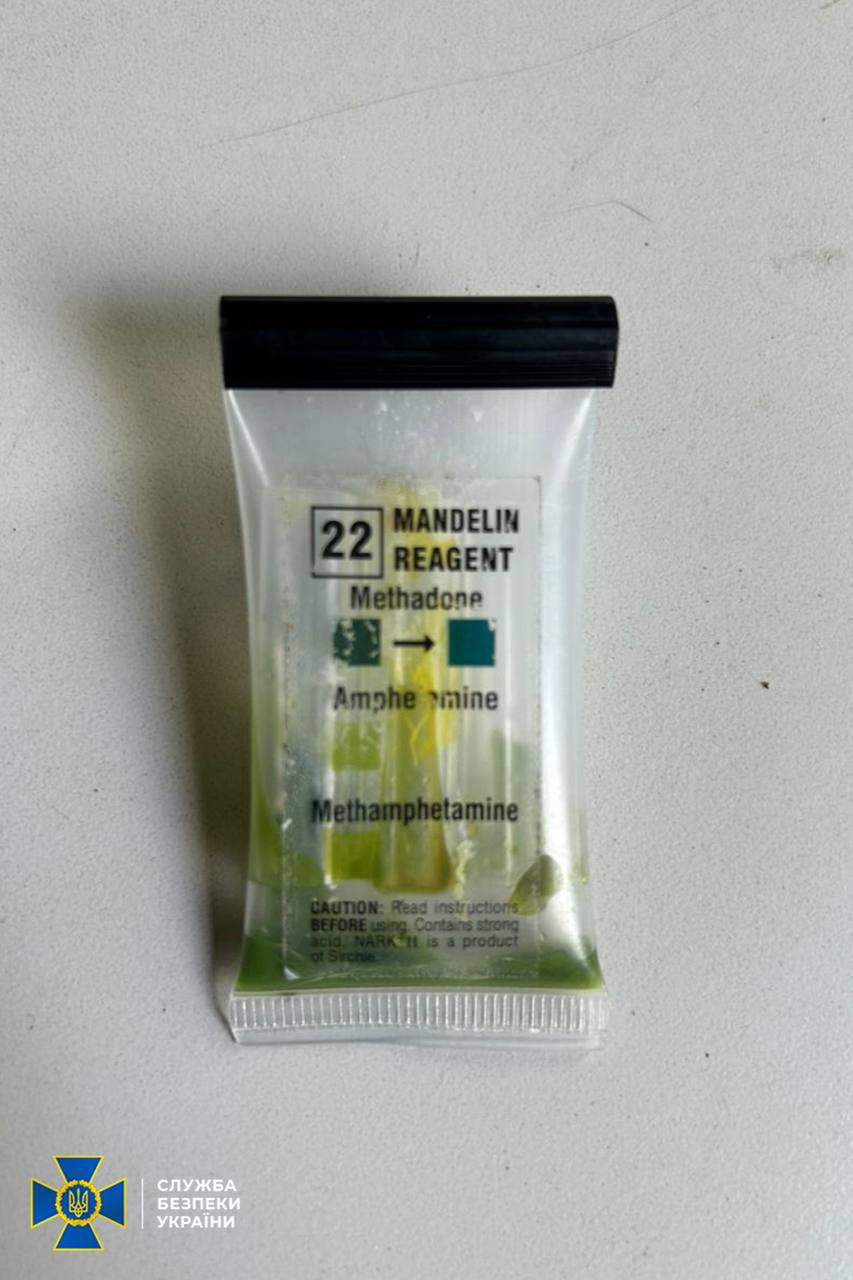 22
MANDELIN
REAGENT
Methadone
Amphetamine
Methamphetamine
CAUTION: Read instructions
BEFORE using. Contains strong
acid. NARK II is a product
of Sirchie.
СЛУЖБА
БЕЗПЕКИ
УКРАЇНИ